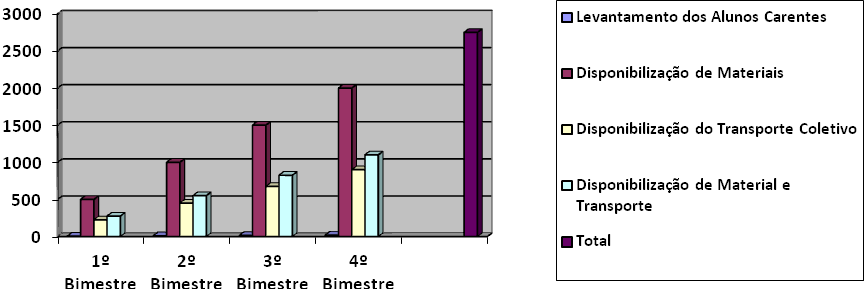 3000
2500
2000
1500
1000
500
0
1º Bimestre
2º Bimestre
3º Bimestre
4º Bimestre
Levantamento dos Alunos Carentes
Disponibilização de Materiais
Disponibilização do Transporte Coletivo
Disponibilização de Material e
Transporte
Total